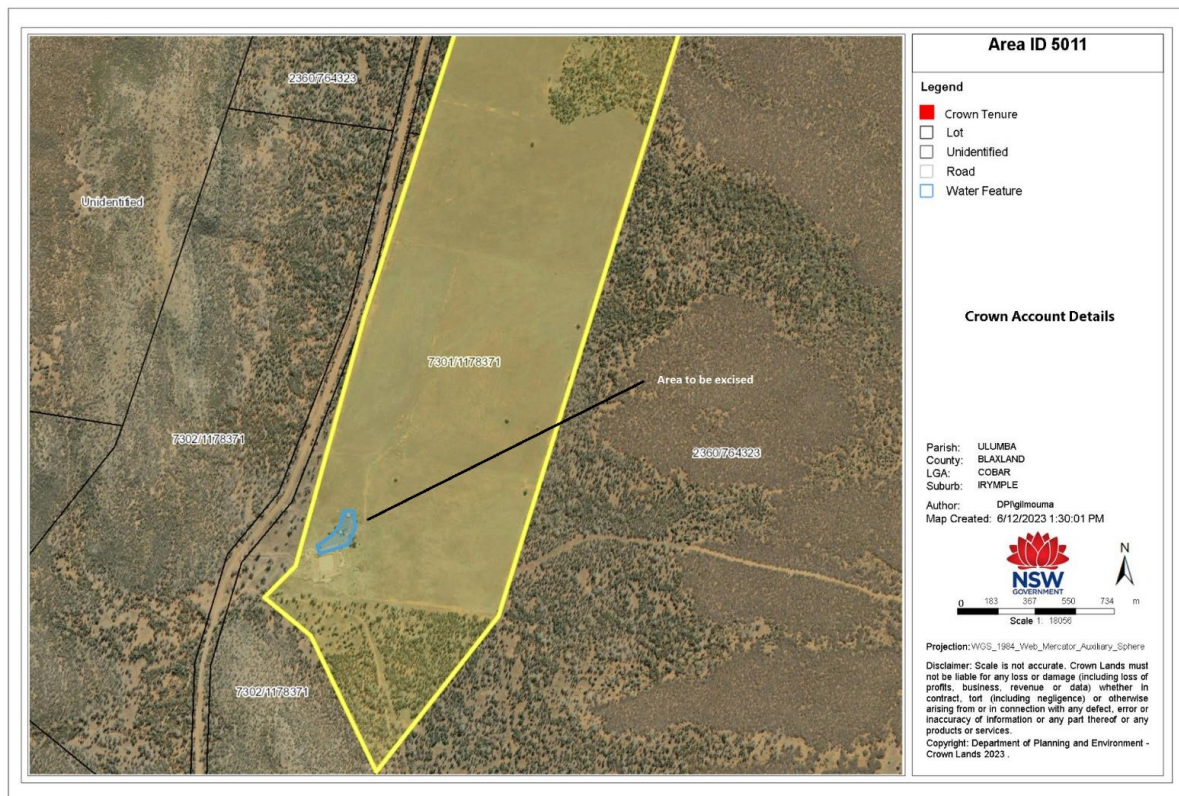 2360/764323
Unidentified
7301/1178371
Area to be excised
7302/1178371
2360/764323
7302/1178371
Area ID 5011
Legend
Crown Tenure
Lot
Unidentified
Road
Water Feature
Crown Account Details
Parish: ULUMBA
County: BLAXLAND
LGA: COBAR
Suburb: IRYMPLE
Author: DPI\gilmouma
Map Created: 6/12/2023 1:30:01 PM
NSW
GOVERNMENT
N
0 183 367 550 734 m
Scale 1: 18056
Projection: WGS_1984_Web_Mercator_Auxiliary_Sphere
Disclaimer: Scale is not accurate. Crown Lands must
not be liable for any loss or damage (including loss of
profits, business, revenue or data) whether in
contract, tort (including negligence) or otherwise
arising from or in connection with any defect, error or
inaccuracy of information or any part thereof or any
products or services.
Copyright: Department of Planning and Environment -
Crown Lands 2023 .